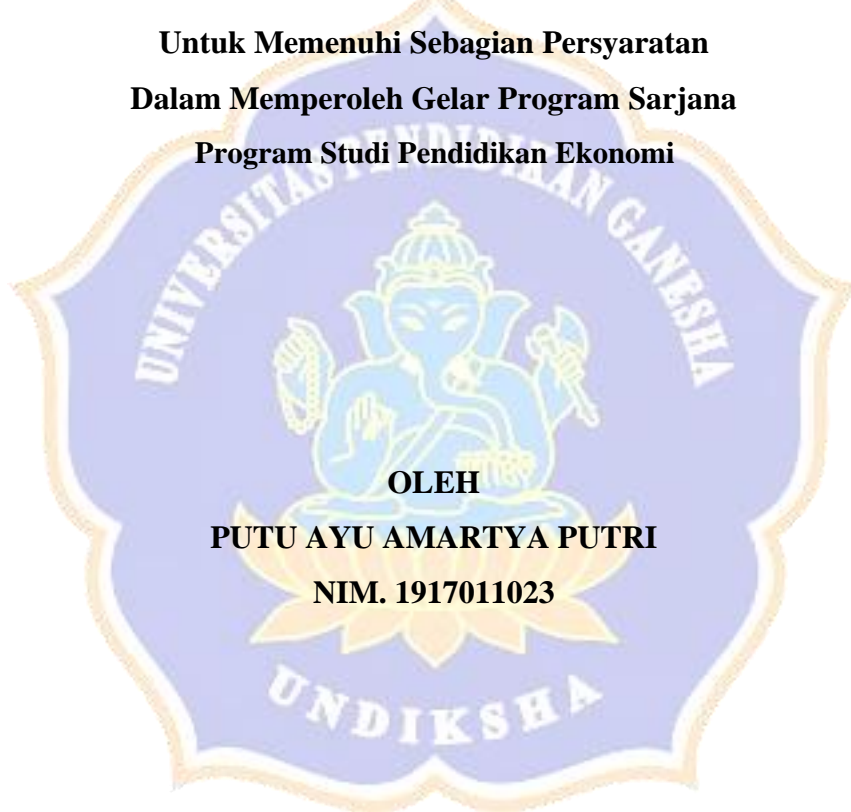 Untuk Memenuhi Sebagian Persyaratan
Dalam Memperoleh Gelar Program Sarjana
Program Studi Pendidikan Ekonomi
UNIVERSITAS PENDIDIKAN GANESHA
OLEH
PUTU AYU AMARTYA PUTRI
NIM. 1917011023
UNDIKSHA